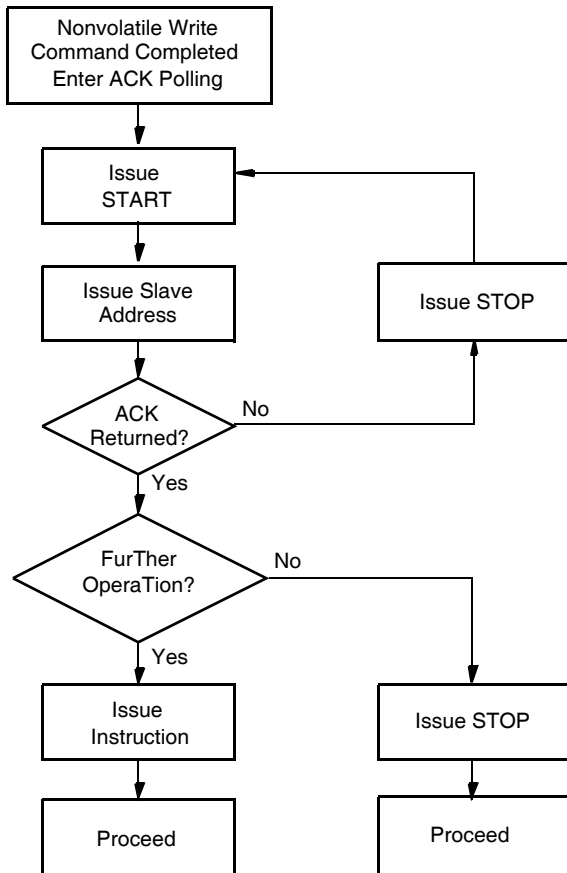 Nonvolatile Write
Command Completed
Enter ACK Polling
Issue
START
Issue Slave
Address
Issue STOP
ACK
Returned?
No
Yes
FurTher
OperaTion?
No
Yes
Issue
Instruction
Issue STOP
Proceed
Proceed